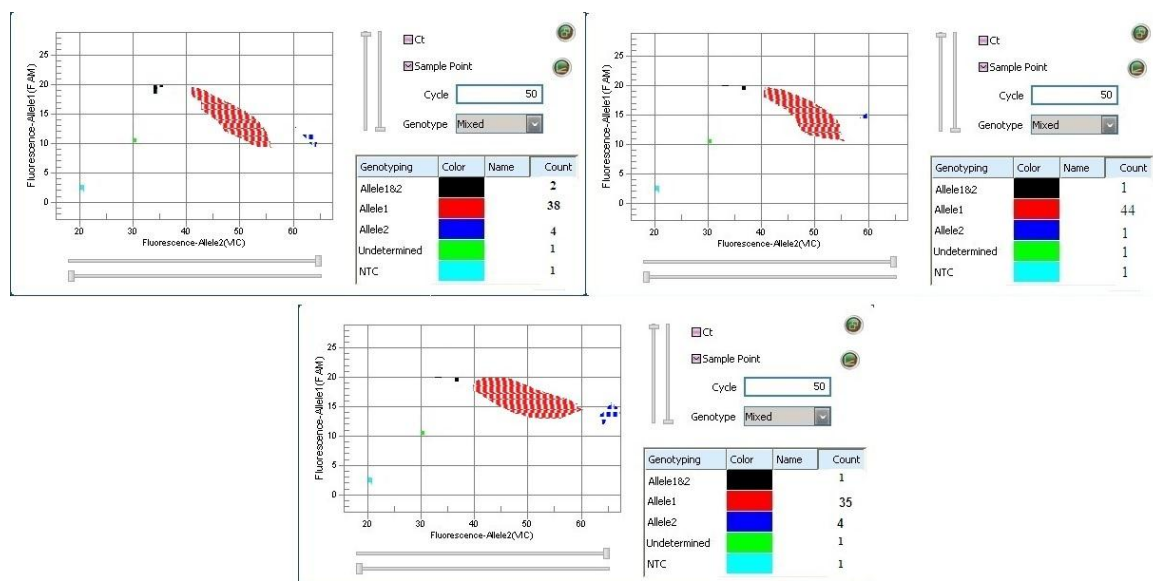 Fluorescence-Allele1(FAM)
25
20
15
10
5
0
20 30 40 50 60
Fluorescence-Allele2(VIC)
Ct
Sample Point
Cycle 50
Genotype Mixed
Genotyping Color Name Count
Allele1&2 2
Allele1 38
Allele2 4
Undetermined 1
NTC 1
Fluorescence-Allele1(FAM)
25
20
15
10
5
0
20 30 40 50 60
Fluorescence-Allele2(VIC)
Ct
Sample Point
Cycle 50
Genotype Mixed
Genotyping Color Name Count
Allele1&2 1
Allele1 44
Allele2 1
Undetermined 1
NTC 1
Fluorescence-Allele1(FAM)
25
20
15
10
5
0
20 30 40 50 60
Fluorescence-Allele2(VIC)
Ct
Sample Point
Cycle 50
Genotype Mixed
Genotyping Color Name Count
Allele1&2 1
Allele1 35
Allele2 4
Undetermined 1
NTC 1